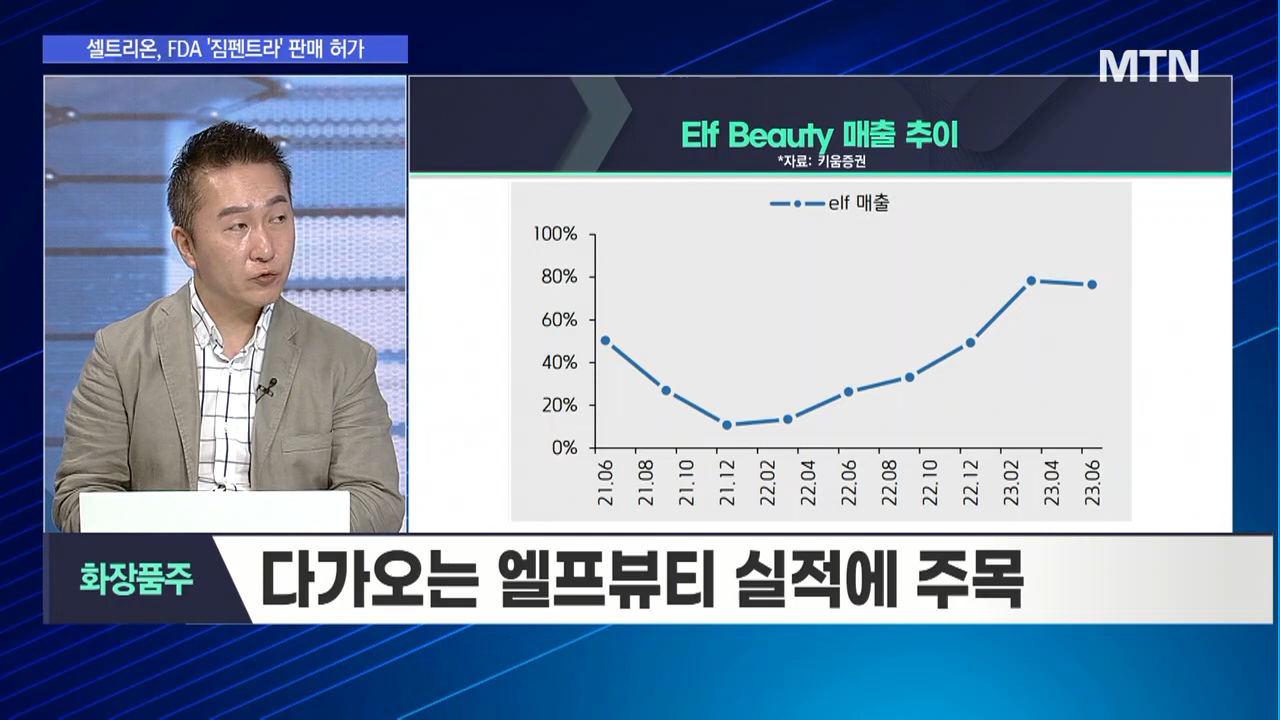 셀트리온, FDA '짐펜트라' 판매 허가
MTN
Elf Beauty 매출 추이
*자료: 키움증권
elf 매출
100%
80%
60%
40%
20%
0%
21.06
21.08
21.10
21.12
22.02
22.04
22.06
22.08
22.10
22.12
23.02
23.04
23.06
화장품주
다가오는 엘프뷰티 실적에 주목